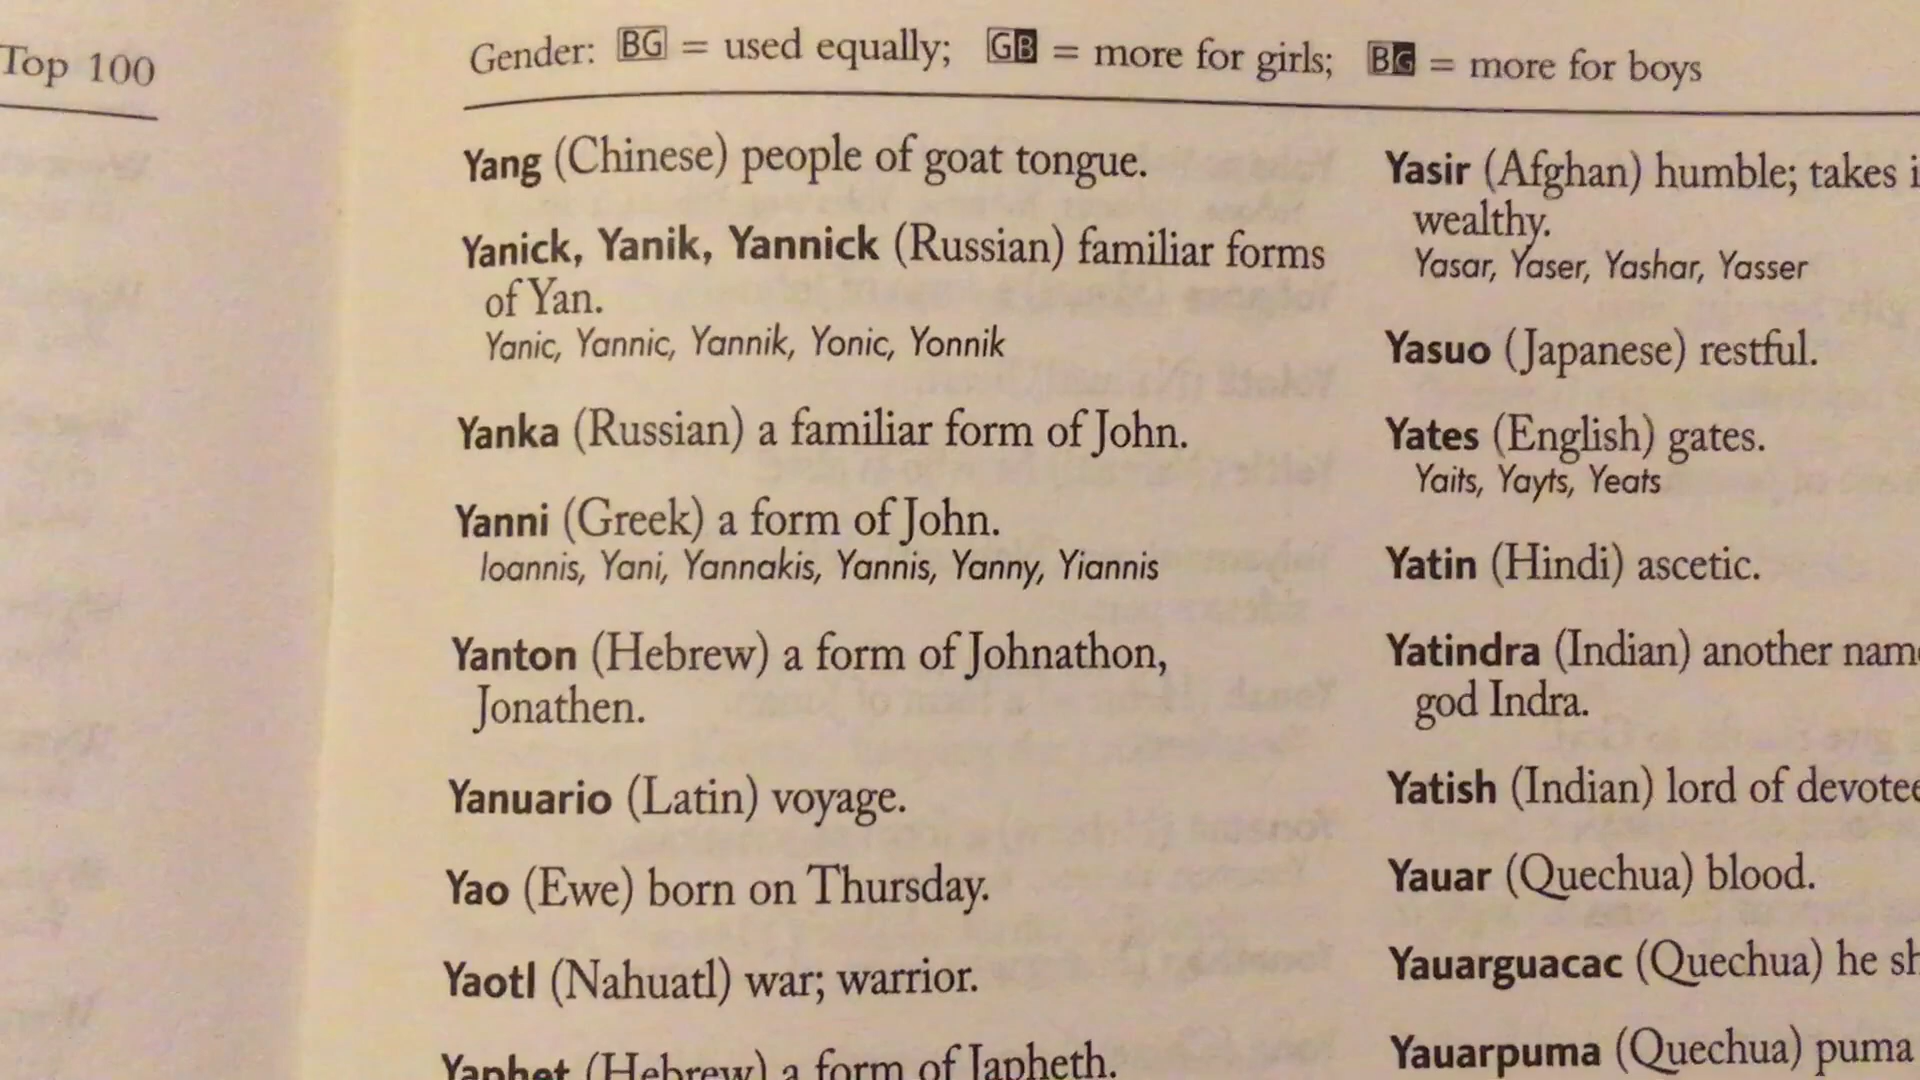 Top 100
Gender: BG = used equally; GB = more for girls; BG = more for boys
Yang (Chinese) people of goat tongue.
Yanick, Yanik, Yannick (Russian) familiar forms
of Yan.
Yanic, Yannic, Yannik, Yonic, Yonnik
Yanka (Russian) a familiar form of John.
Yanni (Greek) a form of John.
Ioannis, Yani, Yannakis, Yannis, Yanny, Yiannis
Yanton (Hebrew) a form of Johnathon,
Jonathen.
Yanuario (Latin) voyage.
Yao (Ewe) born on Thursday.
Yaotl (Nahuatl) war; warrior.
Yaphet (Hebrew) a form of Japheth.
Yasir (Afghan) humble; takes
wealthy.
Yasar, Yaser, Yashar, Yasser
Yasuo (Japanese) restful.
Yates (English) gates.
Yaits, Yayts, Yeats
Yatin (Hindi) ascetic.
Yatindra (Indian) another
god Indra.
Yatish (Indian) lord of
Yauar (Quechua) blood.
Yauarguacac (Quechua) he
Yauarpuma (Quechua) puma